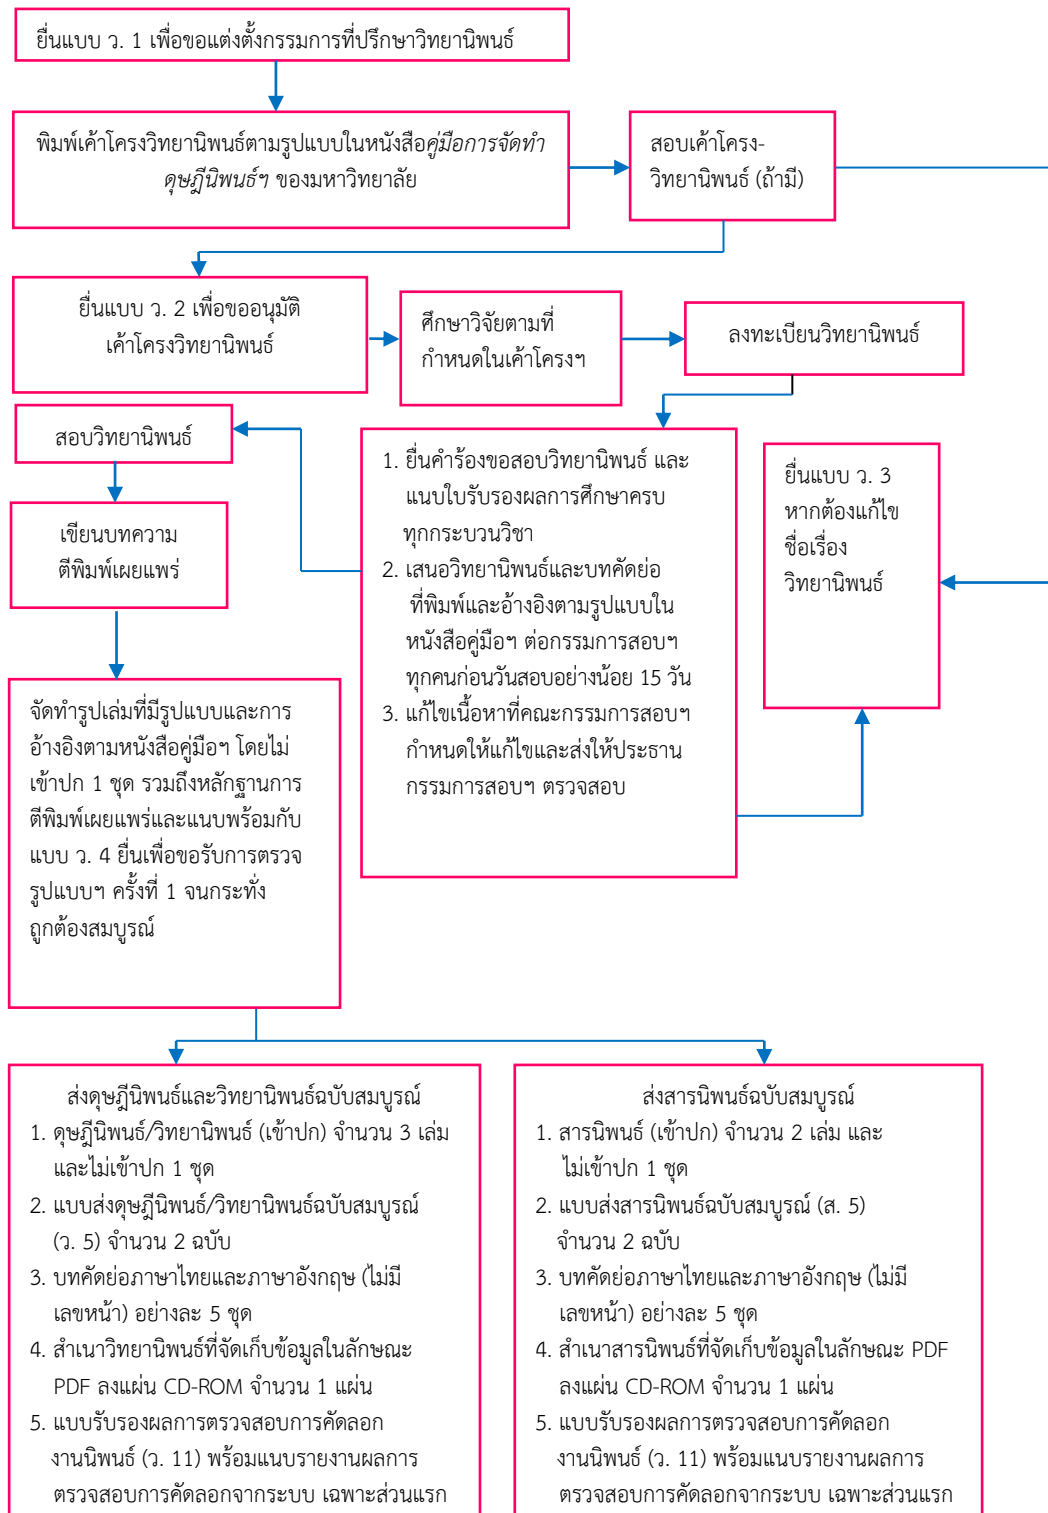 ยื่นแบบ ว. 1 เพื่อขอแต่งตั้งกรรมการที่ปรึกษาวิทยานิพนธ์
พิมพ์เค้าโครงวิทยานิพนธ์ตามรูปแบบในหนังสือคู่มือการจัดทำ
ดุษฎีนิพนธ์ฯ ของมหาวิทยาลัย
สอบเค้าโครง-
วิทยานิพนธ์ (ถ้ามี)
ยื่นแบบ ว. 2 เพื่อขออนุมัติ
เค้าโครงวิทยานิพนธ์
ศึกษาวิจัยตามที่
กำหนดในเค้าโครงฯ
ลงทะเบียนวิทยานิพนธ์
สอบวิทยานิพนธ์
เขียนบทความ
ตีพิมพ์เผยแพร่
1. ยื่นคำร้องขอสอบวิทยานิพนธ์ และ
แนบใบรับรองผลการศึกษาครบ
ทุกกระบวนวิชา
2. เสนอวิทยานิพนธ์และบทคัดย่อ
ที่พิมพ์และอ้างอิงตามรูปแบบใน
หนังสือคู่มือฯ ต่อกรรมการสอบฯ
ทุกคนก่อนวันสอบอย่างน้อย 15 วัน
3. แก้ไขเนื้อหาที่คณะกรรมการสอบฯ
กำหนดให้แก้ไขและส่งให้ประธาน
กรรมการสอบฯ ตรวจสอบ
ยื่นแบบ ว. 3
หากต้องแก้ไข
ชื่อเรื่อง
วิทยานิพนธ์
จัดทำรูปเล่มที่มีรูปแบบและการ
อ้างอิงตามหนังสือคู่มือฯ โดยไม่
เข้าปก 1 ชุด รวมถึงหลักฐานการ
ตีพิมพ์เผยแพร่และแนบพร้อมกับ
แบบ ว. 4 ยื่นเพื่อขอรับการตรวจ
รูปแบบฯ ครั้งที่ 1 จนกระทั่ง
ถูกต้องสมบูรณ์
ส่งดุษฎีนิพนธ์และวิทยานิพนธ์ฉบับสมบูรณ์
1. ดุษฎีนิพนธ์/วิทยานิพนธ์ (เข้าปก) จำนวน 3 เล่ม
และไม่เข้าปก 1 ชุด
2. แบบส่งดุษฎีนิพนธ์/วิทยานิพนธ์ฉบับสมบูรณ์
(ว. 5) จำนวน 2 ฉบับ
3. บทคัดย่อภาษาไทยและภาษาอังกฤษ (ไม่มี
เลขหน้า) อย่างละ 5 ชุด
4. สำเนาวิทยานิพนธ์ที่จัดเก็บข้อมูลในลักษณะ
PDF ลงแผ่น CD-ROM จำนวน 1 แผ่น
5. แบบรับรองผลการตรวจสอบการคัดลอก
งานนิพนธ์ (ว. 11) พร้อมแนบรายงานผลการ
ตรวจสอบการคัดลอกจากระบบ เฉพาะส่วนแรก
ส่งสารนิพนธ์ฉบับสมบูรณ์
1. สารนิพนธ์ (เข้าปก) จำนวน 2 เล่ม และ
ไม่เข้าปก 1 ชุด
2. แบบส่งสารนิพนธ์ฉบับสมบูรณ์ (ส. 5)
จำนวน 2 ฉบับ
3. บทคัดย่อภาษาไทยและภาษาอังกฤษ (ไม่มี
เลขหน้า) อย่างละ 5 ชุด
4. สำเนาสารนิพนธ์ที่จัดเก็บข้อมูลในลักษณะ PDF
ลงแผ่น CD-ROM จำนวน 1 แผ่น
5. แบบรับรองผลการตรวจสอบการคัดลอก
งานนิพนธ์ (ว. 11) พร้อมแนบรายงานผลการ
ตรวจสอบการคัดลอกจากระบบ เฉพาะส่วนแรก